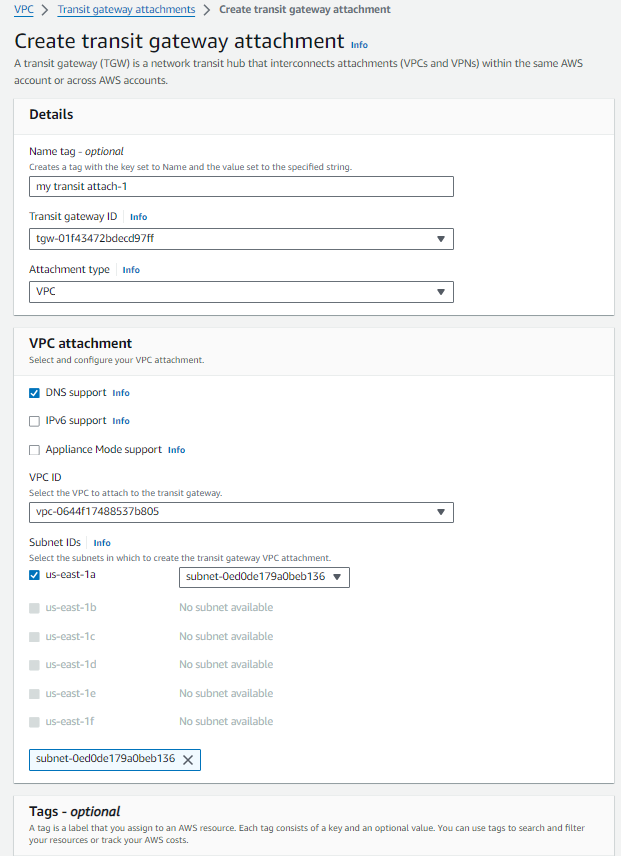 VPC > Transit gateway attachments > Create transit gateway attachment
Create transit gateway attachment Info
A transit gateway (TGW) is a network transit hub that interconnects attachments (VPCs and VPNs) within the same AWS
account or across AWS accounts.
Details
Name tag - optional
Creates a tag with the key set to Name and the value set to the specified string.
my transit attach-1
Transit gateway ID Info
tgw-01f43472bdecd97ff
Attachment type Info
VPC
VPC attachment
Select and configure your VPC attachment.
DNS support Info
IPv6 support Info
Appliance Mode support Info
VPC ID
Select the VPC to attach to the transit gateway.
vpc-0644f17488537b805
Subnet IDs Info
Select the subnets in which to create the transit gateway VPC attachment.
us-east-1a subnet-0ed0de179a0beb136
us-east-1b No subnet available
us-east-1c No subnet available
us-east-1d No subnet available
us-east-1e No subnet available
us-east-1f No subnet available
subnet-0ed0de179a0beb136
Tags - optional
A tag is a label that you assign to an AWS resource. Each tag consists of a key and an optional value. You can use tags to search and filter
your resources or track your AWS costs.